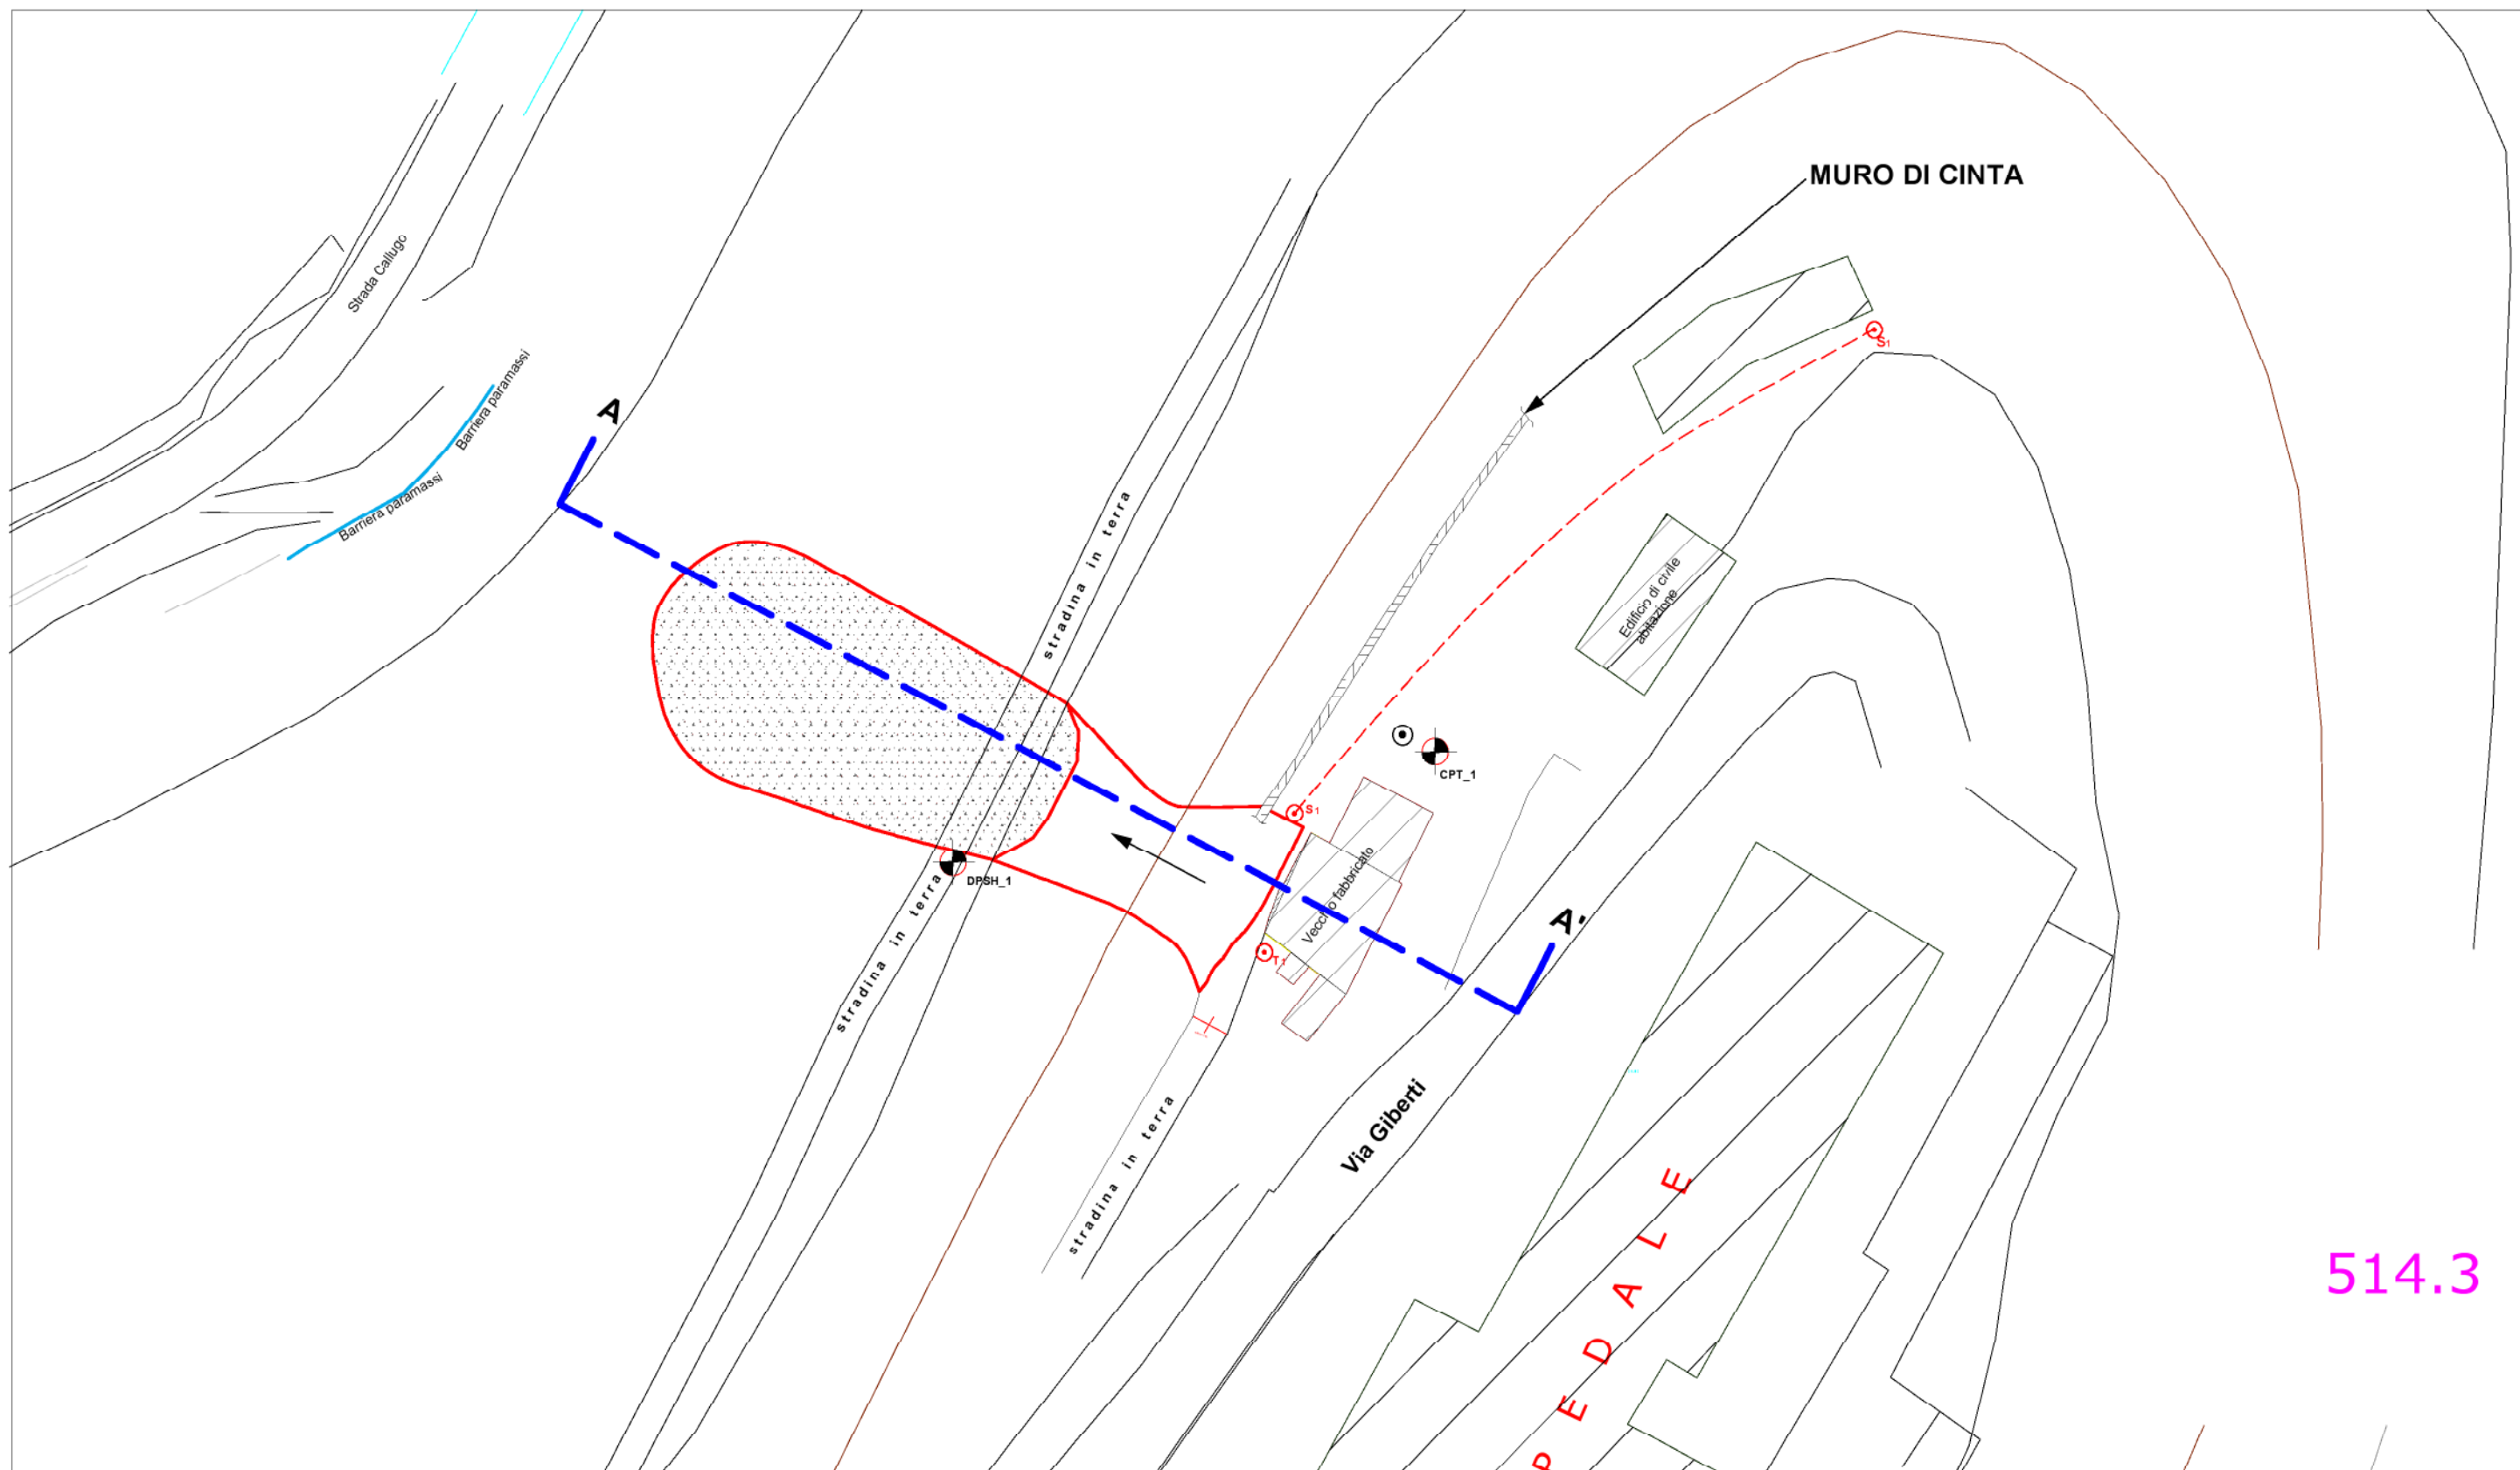 MURO DI CINTA
Strada Callugo
S1
Barriera paramassi
A
Barriera paramassi
stradina in terra
Edificio di civile
abitazione
CPT_1
S1
DPSH_1
Vecchio fabbricato
stradina in terra
A'
T1
Via Giberti
stradina in terra
PEDALE
514.3